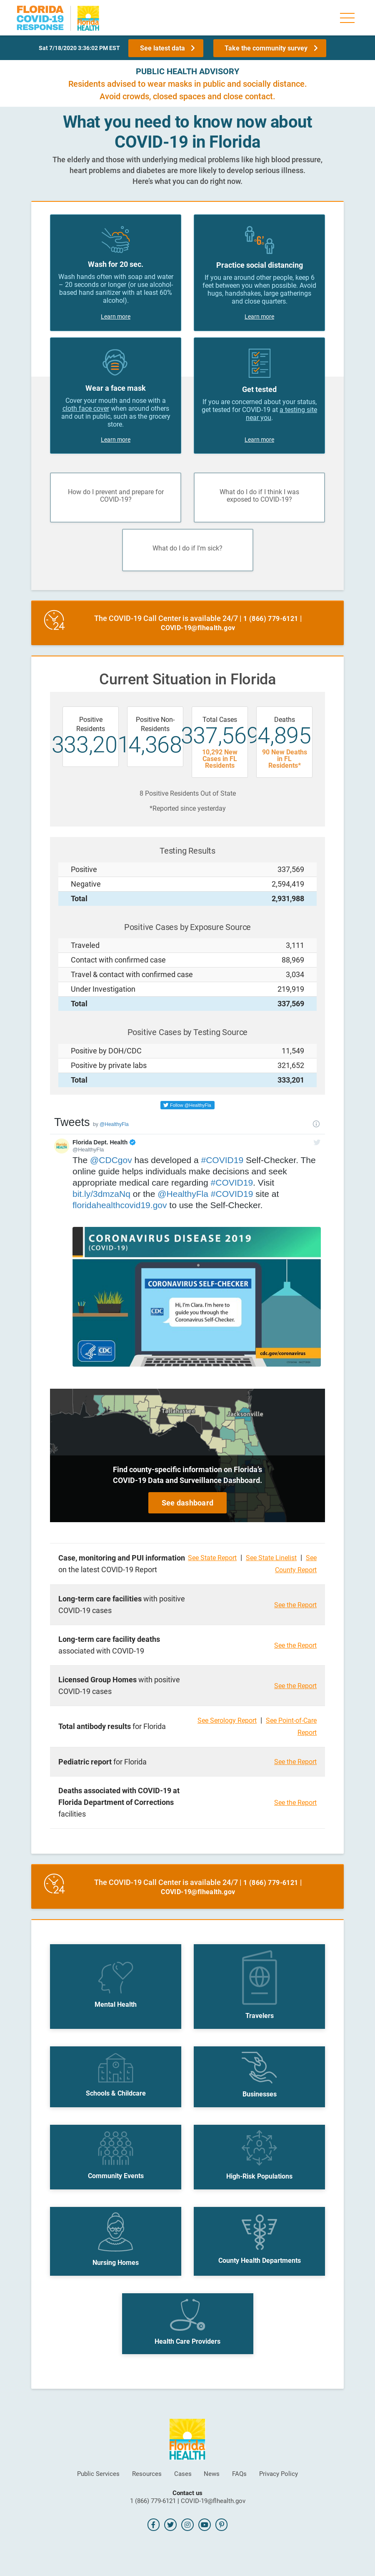 FLORIDA
COVID-19
RESPONSE
Florida
HEALTH
Sat 7/18/2020 3:36:02 PM EST
See latest data
Take the community survey
PUBLIC HEALTH ADVISORY
Residents advised to wear masks in public and socially distance.
Avoid crowds, closed spaces and close contact.
What you need to know now about
COVID-19 in Florida
The elderly and those with underlying medical problems like high blood pressure,
heart problems and diabetes are more likely to develop serious illness.
Here's what you can do right now.
Wash for 20 sec.
Wash hands often with soap and water
– 20 seconds or longer (or use alcohol-
based hand sanitizer with at least 60%
alcohol).
Learn more
6'
Practice social distancing
If you are around other people, keep 6
feet between you when possible. Avoid
hugs, handshakes, large gatherings
and close quarters.
Learn more
Wear a face mask
Cover your mouth and nose with a
cloth face cover when around others
and out in public, such as the grocery
store.
Learn more
Get tested
If you are concerned about your status,
get tested for COVID-19 at a testing site
near you.
Learn more
How do I prevent and prepare for
COVID-19?
What do I do if I think I was
exposed to COVID-19?
What do I do if I'm sick?
24
The COVID-19 Call Center is available 24/7 | 1 (866) 779-6121 |
COVID-19@flhealth.gov
Current Situation in Florida
Positive
Residents
333,201
Positive Non-
Residents
4,368
Total Cases
337,569
10,292 New
Cases in FL
Residents
Deaths
4,895
90 New Deaths
in FL
Residents*
8 Positive Residents Out of State
*Reported since yesterday
Testing Results
Positive 337,569
Negative 2,594,419
Total 2,931,988
Positive Cases by Exposure Source
Traveled 3,111
Contact with confirmed case 88,969
Travel & contact with confirmed case 3,034
Under Investigation 219,919
Total 337,569
Positive Cases by Testing Source
Positive by DOH/CDC 11,549
Positive by private labs 321,652
Total 333,201
Follow @HealthyFla
Tweets by @HealthyFla
Florida Dept. Health
@HealthyFla
The @CDCgov has developed a #COVID19 Self-Checker. The
online guide helps individuals make decisions and seek
appropriate medical care regarding #COVID19. Visit
bit.ly/3dmzaNq or the @HealthyFla #COVID19 site at
floridahealthcovid19.gov to use the Self-Checker.
CORONAVIRUS DISEASE 2019
(COVID-19)
CDC
Hi, I'm Clara. I'm here to
guide you through the
Coronavirus Self-Checker.
CDC
cdc.gov/coronavirus
Tallahassee
Jacksonville
Find county-specific information on Florida's
COVID-19 Data and Surveillance Dashboard.
See dashboard
Case, monitoring and PUI information
on the latest COVID-19 Report
See State Report | See State Linelist | See
County Report
Long-term care facilities with positive
COVID-19 cases
See the Report
Long-term care facility deaths
associated with COVID-19
See the Report
Licensed Group Homes with positive
COVID-19 cases
See the Report
Total antibody results for Florida
See Serology Report | See Point-of-Care
Report
Pediatric report for Florida
See the Report
Deaths associated with COVID-19 at
Florida Department of Corrections
facilities
See the Report
24
The COVID-19 Call Center is available 24/7 | 1 (866) 779-6121 |
COVID-19@flhealth.gov
Mental Health
Travelers
Schools & Childcare
Businesses
Community Events
High-Risk Populations
Nursing Homes
County Health Departments
Health Care Providers
Florida
HEALTH
Public Services Resources Cases News FAQs Privacy Policy
Contact us
1 (866) 779-6121 | COVID-19@flhealth.gov